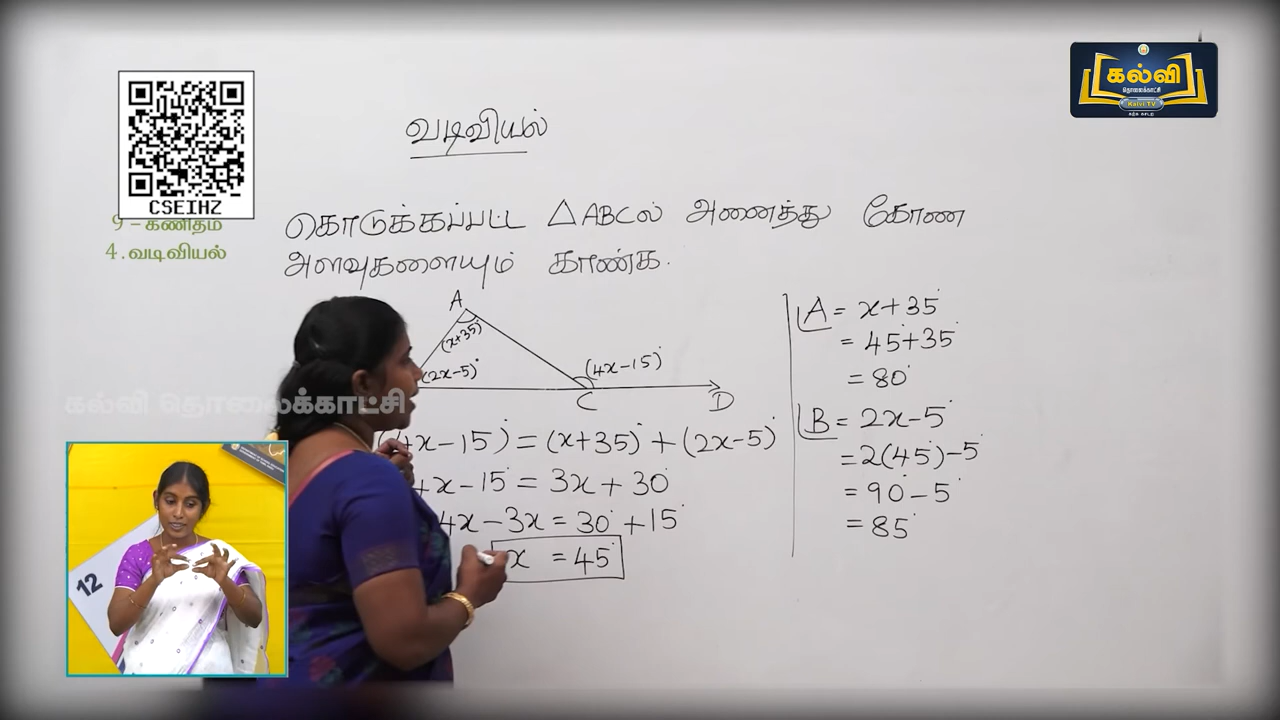 கல்வி
தொலைக்காட்சி
Kalvi TV
CSEIHZ
9 - கணிதம்
4.வடிவியல்
வடிவியல்
கொடுக்கப்பட்ட △ABCல் அனைத்து கோண
அளவுகளையும் காண்க.
A
(x+35)°
(2x-5)°
(4x-15)°
C
D
(4x-15°) = (x+35)° + (2x-5)°
x-15° = 3x + 30°
4x-3x = 30° + 15°
x = 45°
∠A = x+35°
= 45°+35°
= 80°
∠B = 2x-5°
= 2(45°)-5°
= 90°-5°
= 85°
கல்வி தொலைக்காட்சி
12